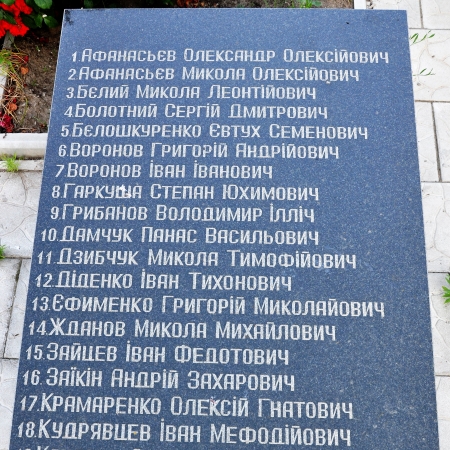 1.Афанасьєв Олександр Олексійович
2.Афанасьєв Микола Олексійович
3.Бєлий Микола Леонтійович
4.Болотний Сергій Дмитрович
5.Бєлошкуренко Євтух Семенович
6.Воронов Григорій Андрійович
7.Воронов Іван Іванович
8.Гаркуша Степан Юхимович
9.Грибанов Володимир Ілліч
10.Дамчук Панас Васильович
11.Дзибчук Микола Тимофійович
12.Діденко Іван Тихонович
13.Єфименко Григорій Миколайович
14.Жданов Микола Михайлович
15.Зайцев Іван Федотович
16.Заїкін Андрій Захарович
17.Крамаренко Олексій Гнатович
18.Кудрявцев Іван Мефодійович